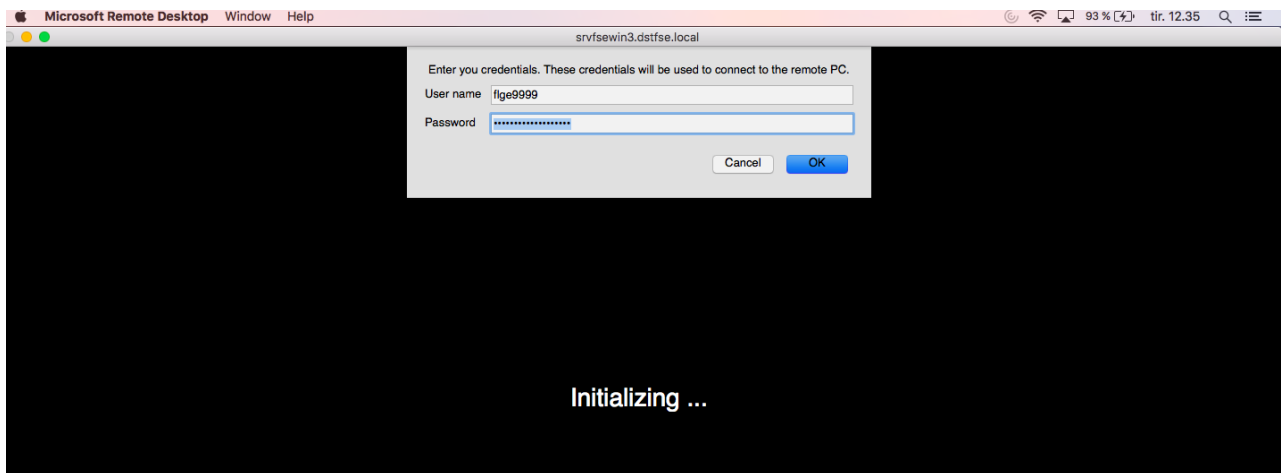 Microsoft Remote Desktop Window Help 93 % tir. 12.35
srvfsewin3.dstfse.local
Enter you credentials. These credentials will be used to connect to the remote PC.
User name flge9999
Password ••••••••••••••••••
Cancel OK
Initializing ...